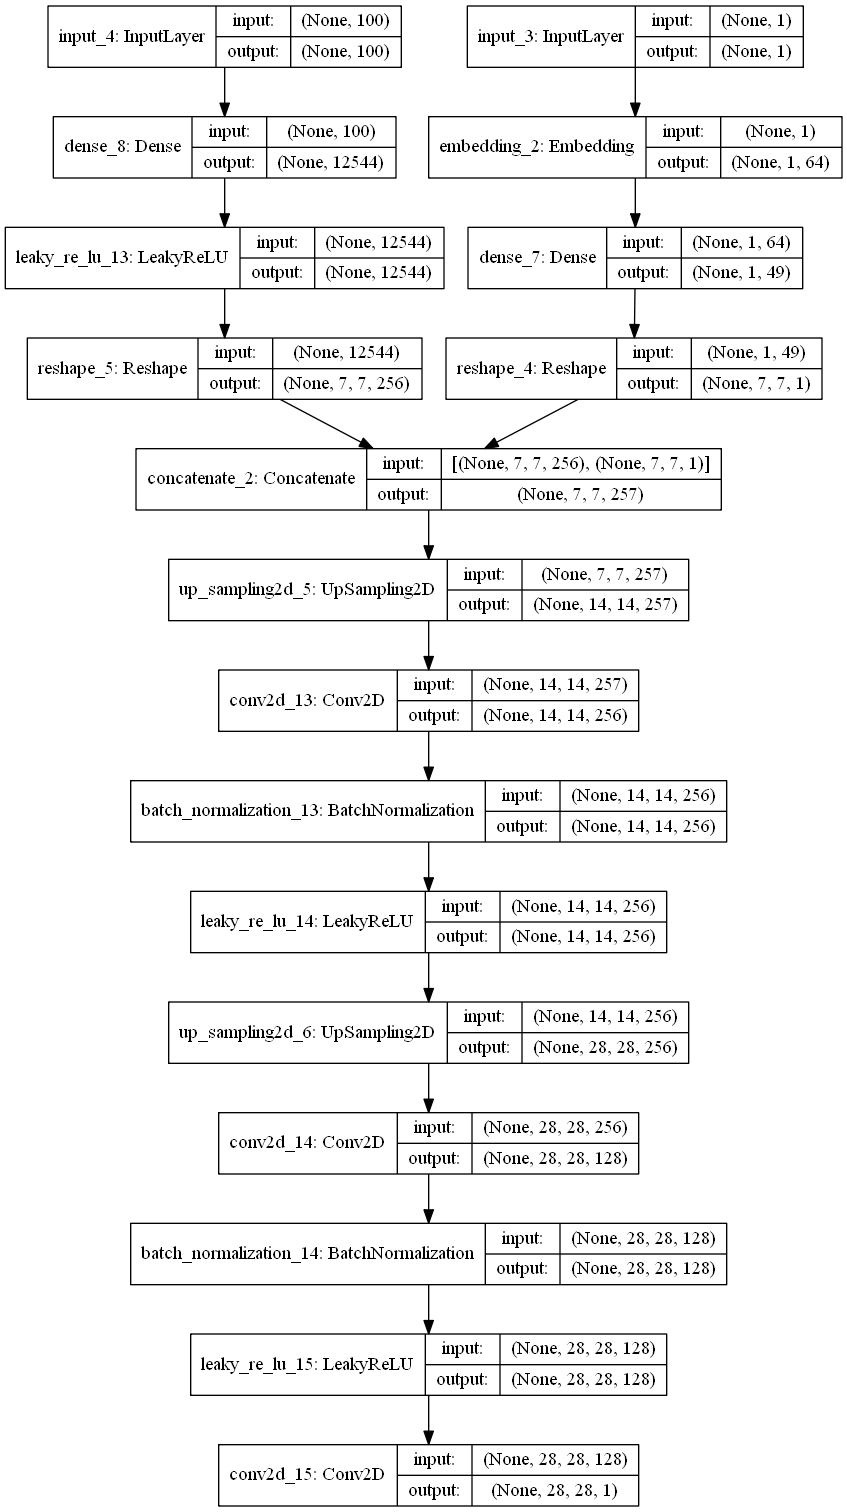 input_4: InputLayer
input: (None, 100)
output: (None, 100)
input_3: InputLayer
input: (None, 1)
output: (None, 1)
dense_8: Dense
input: (None, 100)
output: (None, 12544)
embedding_2: Embedding
input: (None, 1)
output: (None, 1, 64)
leaky_re_lu_13: LeakyReLU
input: (None, 12544)
output: (None, 12544)
dense_7: Dense
input: (None, 1, 64)
output: (None, 1, 49)
reshape_5: Reshape
input: (None, 12544)
output: (None, 7, 7, 256)
reshape_4: Reshape
input: (None, 1, 49)
output: (None, 7, 7, 1)
concatenate_2: Concatenate
input: [(None, 7, 7, 256), (None, 7, 7, 1)]
output: (None, 7, 7, 257)
up_sampling2d_5: UpSampling2D
input: (None, 7, 7, 257)
output: (None, 14, 14, 257)
conv2d_13: Conv2D
input: (None, 14, 14, 257)
output: (None, 14, 14, 256)
batch_normalization_13: BatchNormalization
input: (None, 14, 14, 256)
output: (None, 14, 14, 256)
leaky_re_lu_14: LeakyReLU
input: (None, 14, 14, 256)
output: (None, 14, 14, 256)
up_sampling2d_6: UpSampling2D
input: (None, 14, 14, 256)
output: (None, 28, 28, 256)
conv2d_14: Conv2D
input: (None, 28, 28, 256)
output: (None, 28, 28, 128)
batch_normalization_14: BatchNormalization
input: (None, 28, 28, 128)
output: (None, 28, 28, 128)
leaky_re_lu_15: LeakyReLU
input: (None, 28, 28, 128)
output: (None, 28, 28, 128)
conv2d_15: Conv2D
input: (None, 28, 28, 128)
output: (None, 28, 28, 1)